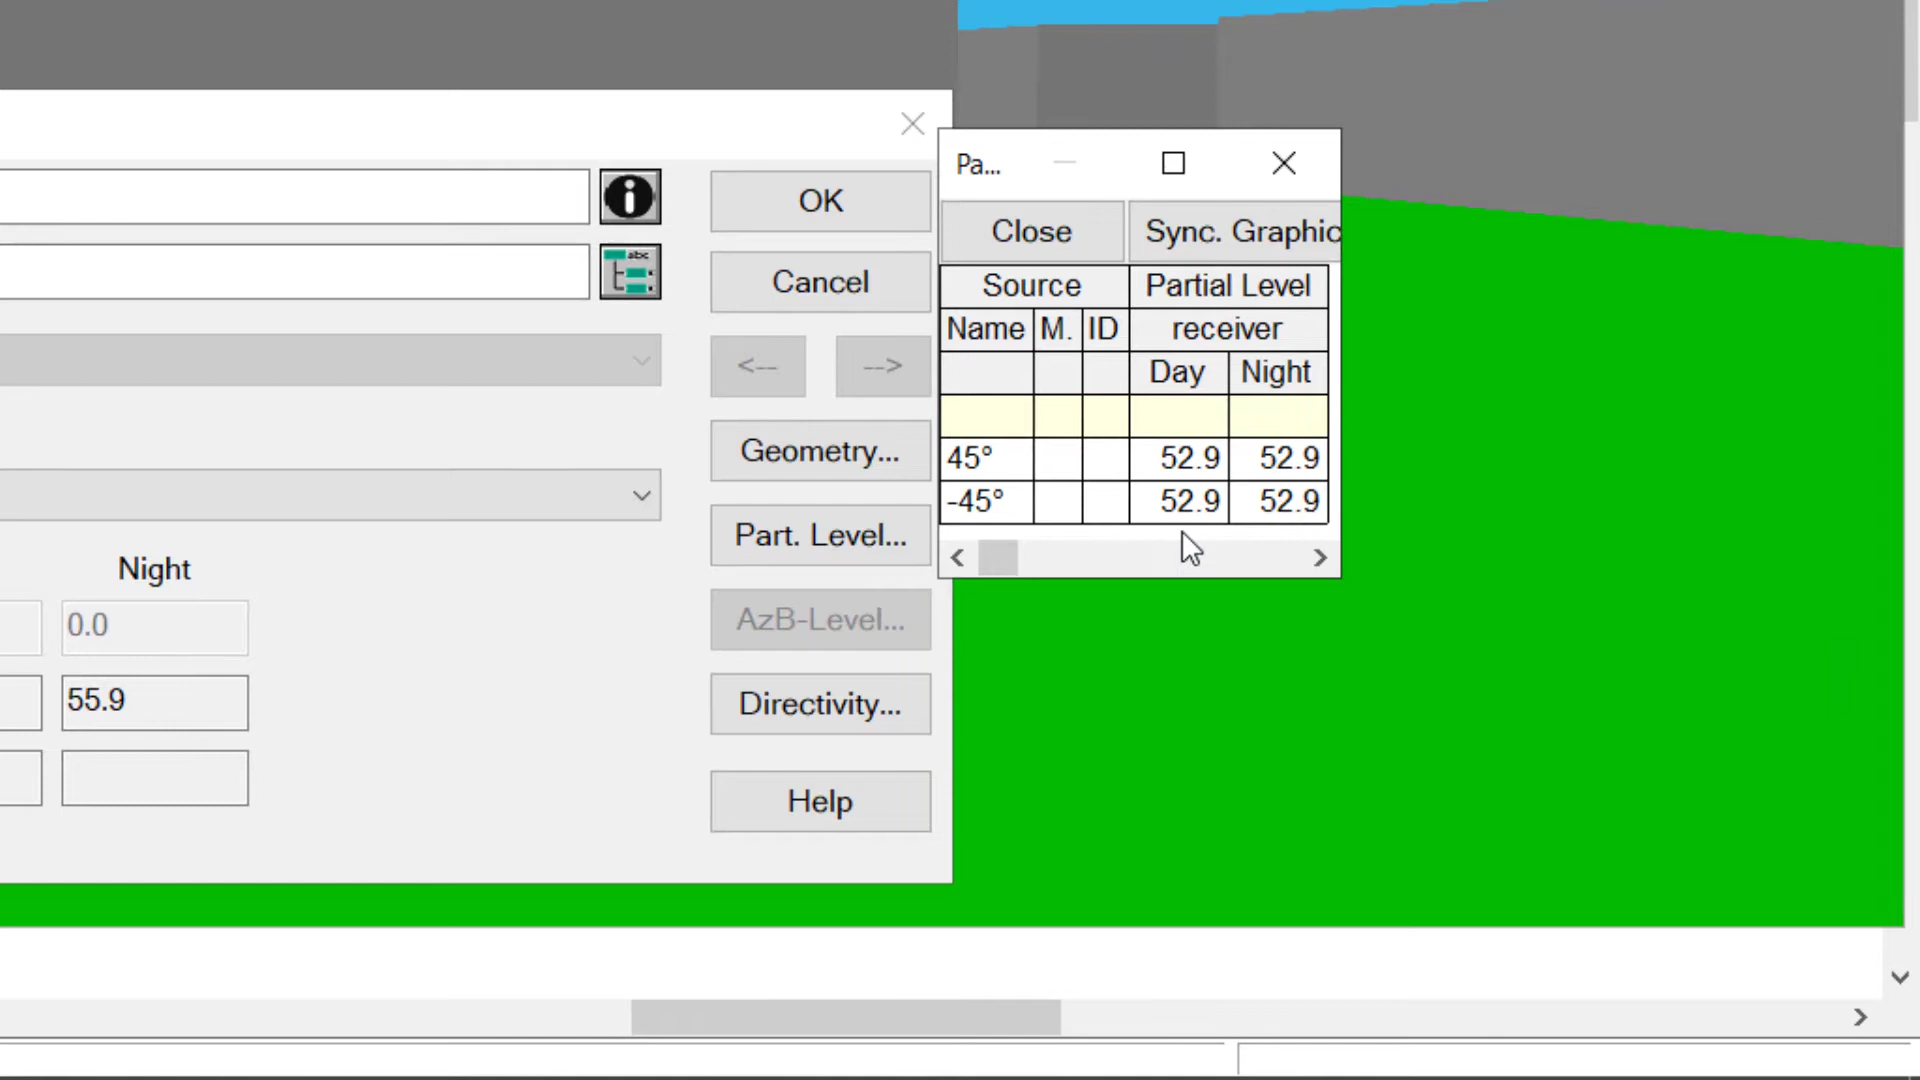 OK
Cancel
<--
-->
Geometry...
Part. Level...
AzB-Level...
Directivity...
Help
Night
0.0
55.9
abc
Pa...
Close
Sync. Graphic
Source
Partial Level
Name
M.
ID
receiver
Day
Night
45°
52.9
52.9
-45°
52.9
52.9